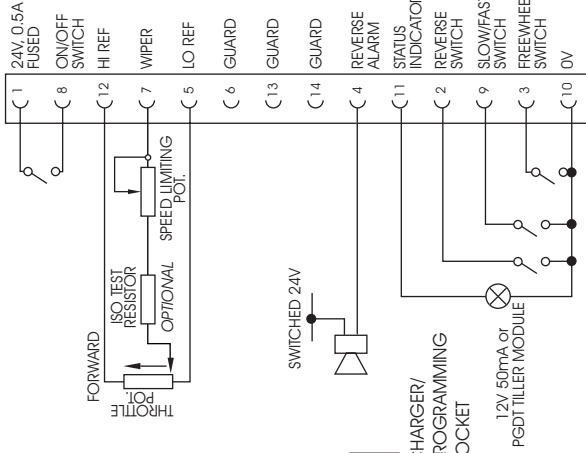 24V, 0.5A
FUSED
ON/OFF
SWITCH
HI REF
WIPER
LO REF
GUARD
GUARD
GUARD
REVERSE
ALARM
STATUS
INDICATOR
REVERSE
SWITCH
SLOW/FAST
SWITCH
FREEWHEE
SWITCH
0V
1
8
12
7
5
6
13
14
4
11
2
9
3
10
SPEED LIMITING
POT.
ISO TEST
RESISTOR
OPTIONAL
FORWARD
THROTTLE
POT.
SWITCHED 24V
HARGER/
ROGRAMMING
OCKET
12V 50mA or
PGDT TILLER MODULE